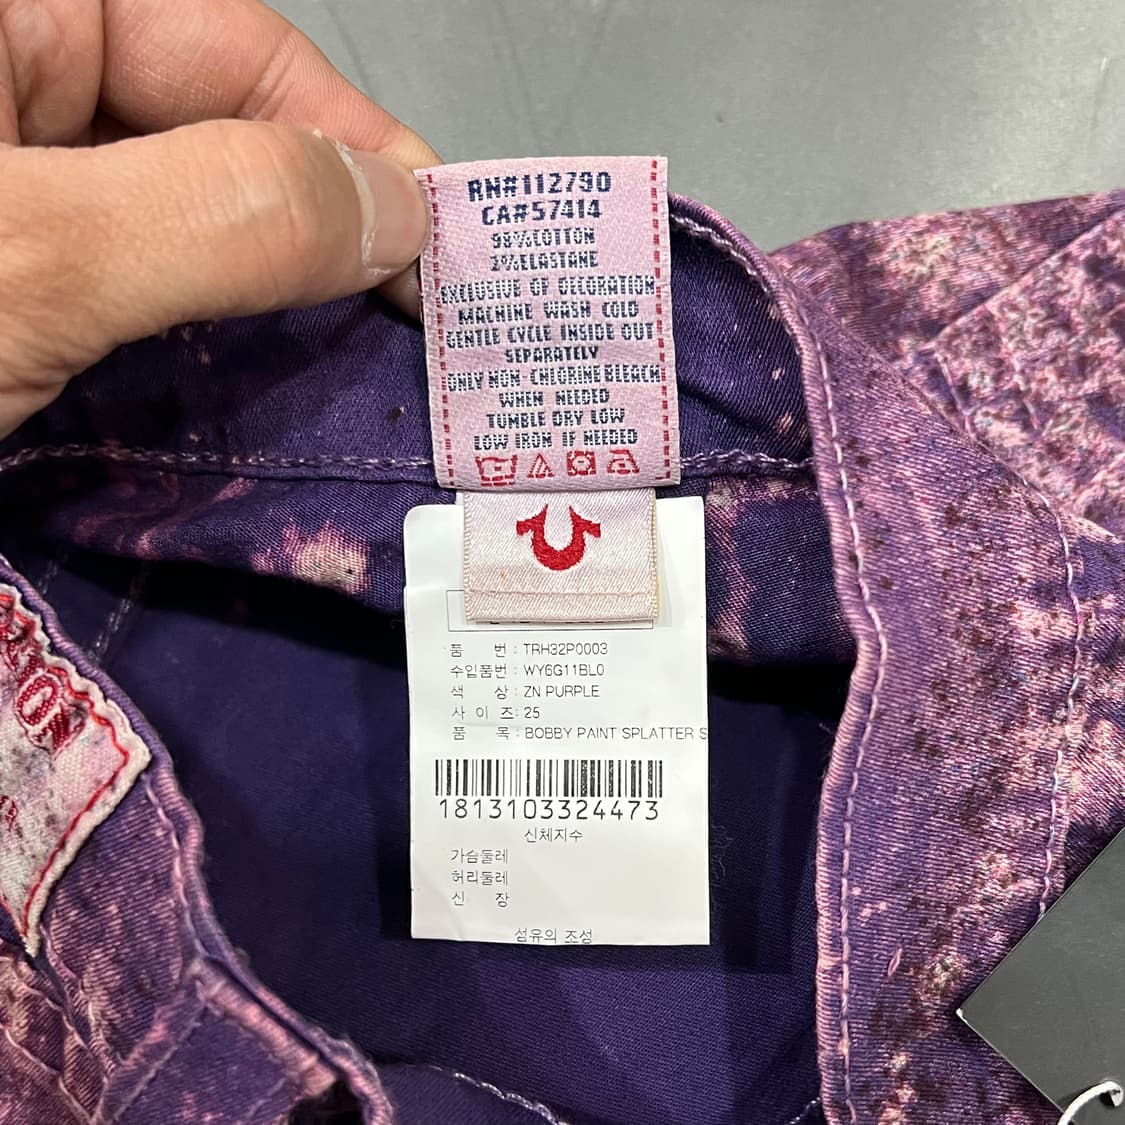 RN#112790
CA#57414
98%COTTON
2%ELASTANE
EXCLUSIVE OF DECORATION
MACHINE WASH COLD
GENTLE CYCLE INSIDE OUT
SEPARATELY
ONLY NON-CHLORINE BLEACH
WHEN NEEDED
TUMBLE DRY LOW
LOW IRON IF NEEDED
품 번 : TRH32P0003
수입품번 : WY6G11BL0
색 상 : ZN PURPLE
사 이 즈 : 25
품 목 : BOBBY PAINT SPLATTER S
1813103324473
신체지수
가슴둘레
허리둘레
신 장
섬유의 조성